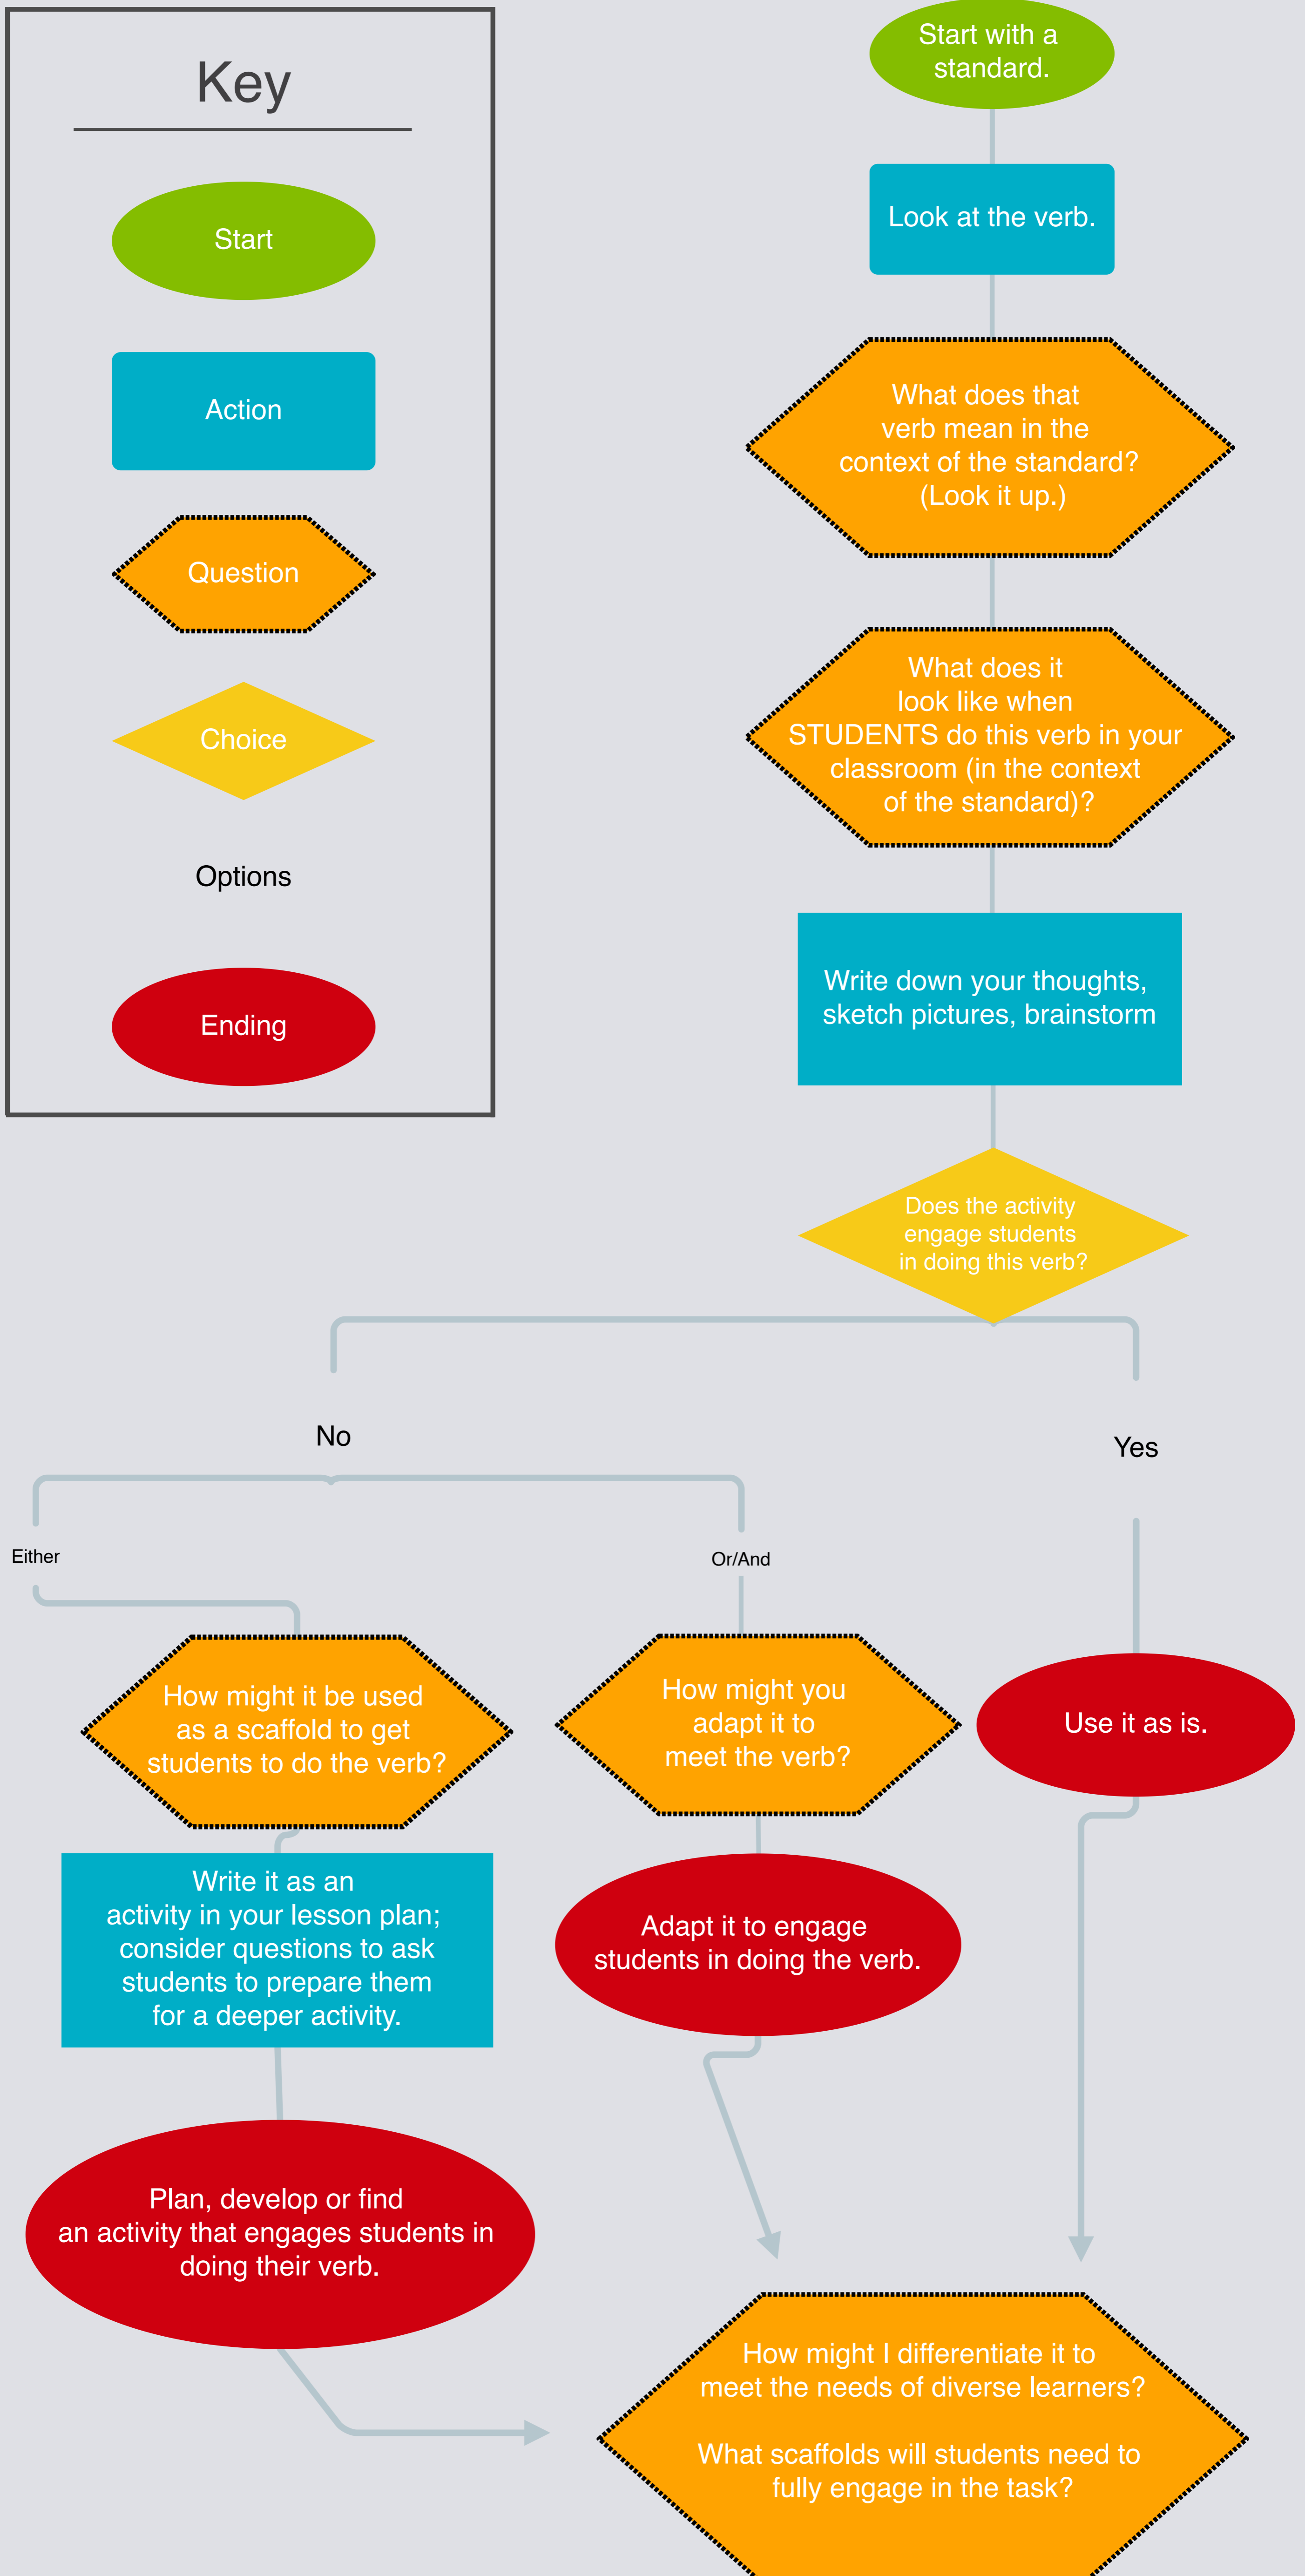 Key
Start
Action
Question
Choice
Options
Ending
Start with a
standard.
Look at the verb.
What does that
verb mean in the
context of the standard?
(Look it up.)
What does it
look like when
STUDENTS do this verb in your
classroom (in the context
of the standard)?
Write down your thoughts,
sketch pictures, brainstorm
Does the activity
engage students
in doing this verb?
No
Yes
Either
Or/And
How might it be used
as a scaffold to get
students to do the verb?
Write it as an
activity in your lesson plan;
consider questions to ask
students to prepare them
for a deeper activity.
Plan, develop or find
an activity that engages students in
doing their verb.
How might you
adapt it to
meet the verb?
Adapt it to engage
students in doing the verb.
Use it as is.
How might I differentiate it to
meet the needs of diverse learners?
What scaffolds will students need to
fully engage in the task?